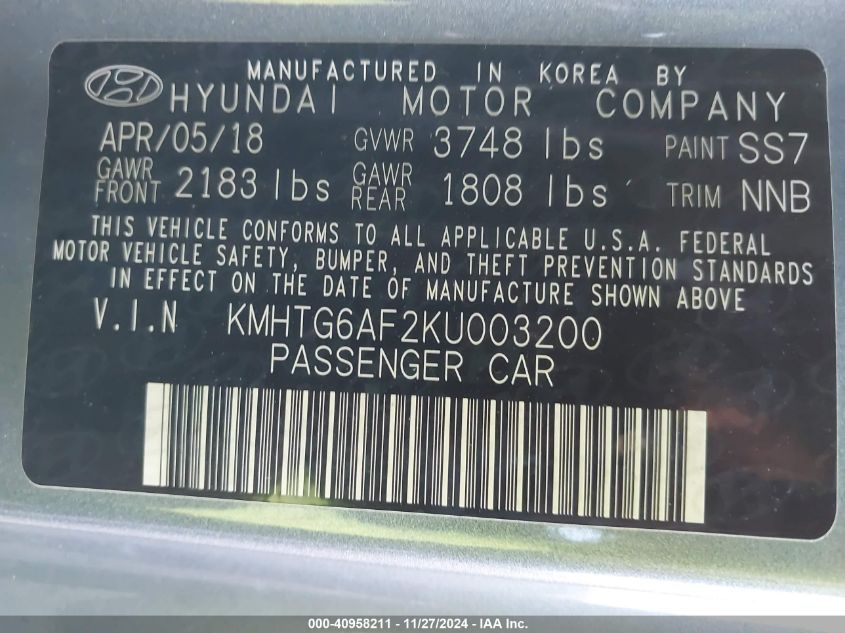 MANUFACTURED IN KOREA BY
HYUNDAI MOTOR COMPANY
APR/05/18 GVWR 3748 lbs PAINT SS7
GAWR FRONT 2183 lbs GAWR REAR 1808 lbs TRIM NNB
THIS VEHICLE CONFORMS TO ALL APPLICABLE U.S.A. FEDERAL
MOTOR VEHICLE SAFETY, BUMPER, AND THEFT PREVENTION STANDARDS
IN EFFECT ON THE DATE OF MANUFACTURE SHOWN ABOVE
V.I.N KMHTG6AF2KU003200
PASSENGER CAR
000-40958211 - 11/27/2024 - IAA Inc.